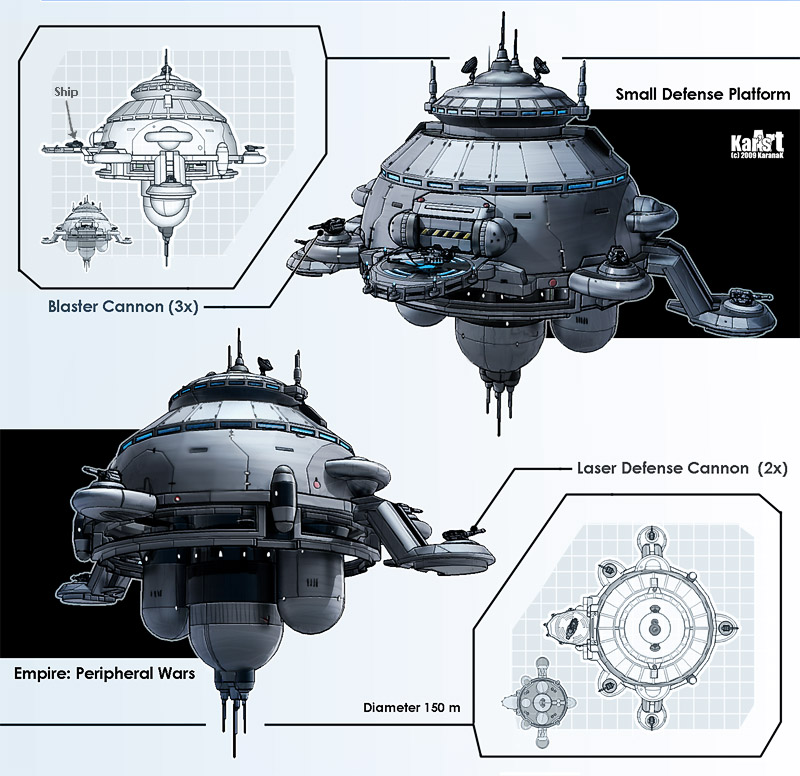 Ship
Small Defense Platform
KarArt
(c) 2009 KaranaK
Blaster Cannon (3x)
Laser Defense Cannon (2x)
Empire: Peripheral Wars
Diameter 150 m